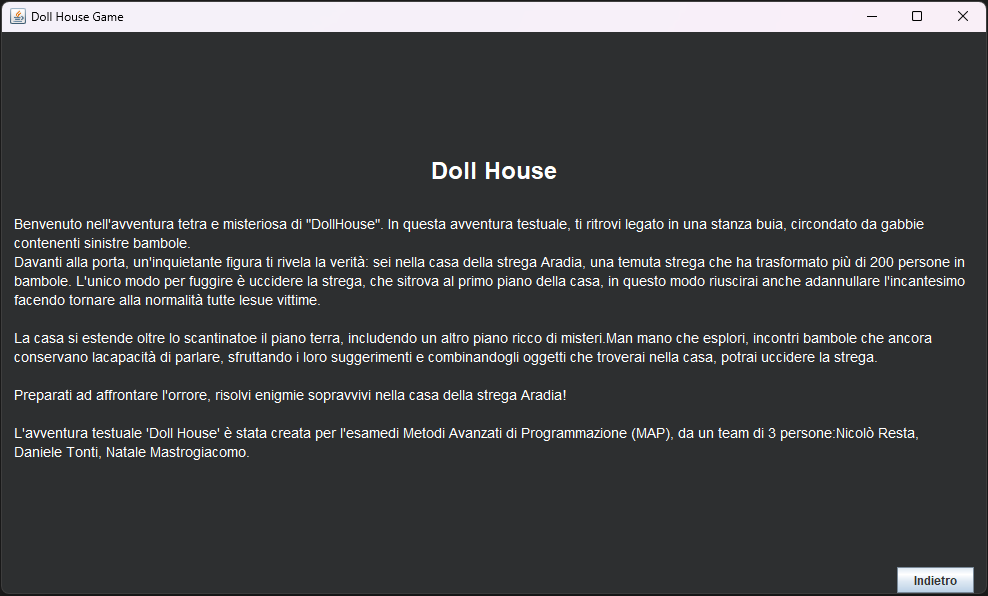 Doll House Game
Doll House
Benvenuto nell'avventura tetra e misteriosa di "DollHouse". In questa avventura testuale, ti ritrovi legato in una stanza buia, circondato da gabbie
contenenti sinistre bambole.
Davanti alla porta, un'inquietante figura ti rivela la verità: sei nella casa della strega Aradia, una temuta strega che ha trasformato più di 200 persone in
bambole. L'unico modo per fuggire è uccidere la strega, che sitrova al primo piano della casa, in questo modo riuscirai anche adannullare l'incantesimo
facendo tornare alla normalità tutte lesue vittime.
La casa si estende oltre lo scantinatoe il piano terra, includendo un altro piano ricco di misteri.Man mano che esplori, incontri bambole che ancora
conservano lacapacità di parlare, sfruttando i loro suggerimenti e combinandogli oggetti che troverai nella casa, potrai uccidere la strega.
Preparati ad affrontare l'orrore, risolvi enigmie sopravvivi nella casa della strega Aradia!
L'avventura testuale 'Doll House' è stata creata per l'esamedi Metodi Avanzati di Programmazione (MAP), da un team di 3 persone:Nicolò Resta,
Daniele Tonti, Natale Mastrogiacomo.
Indietro